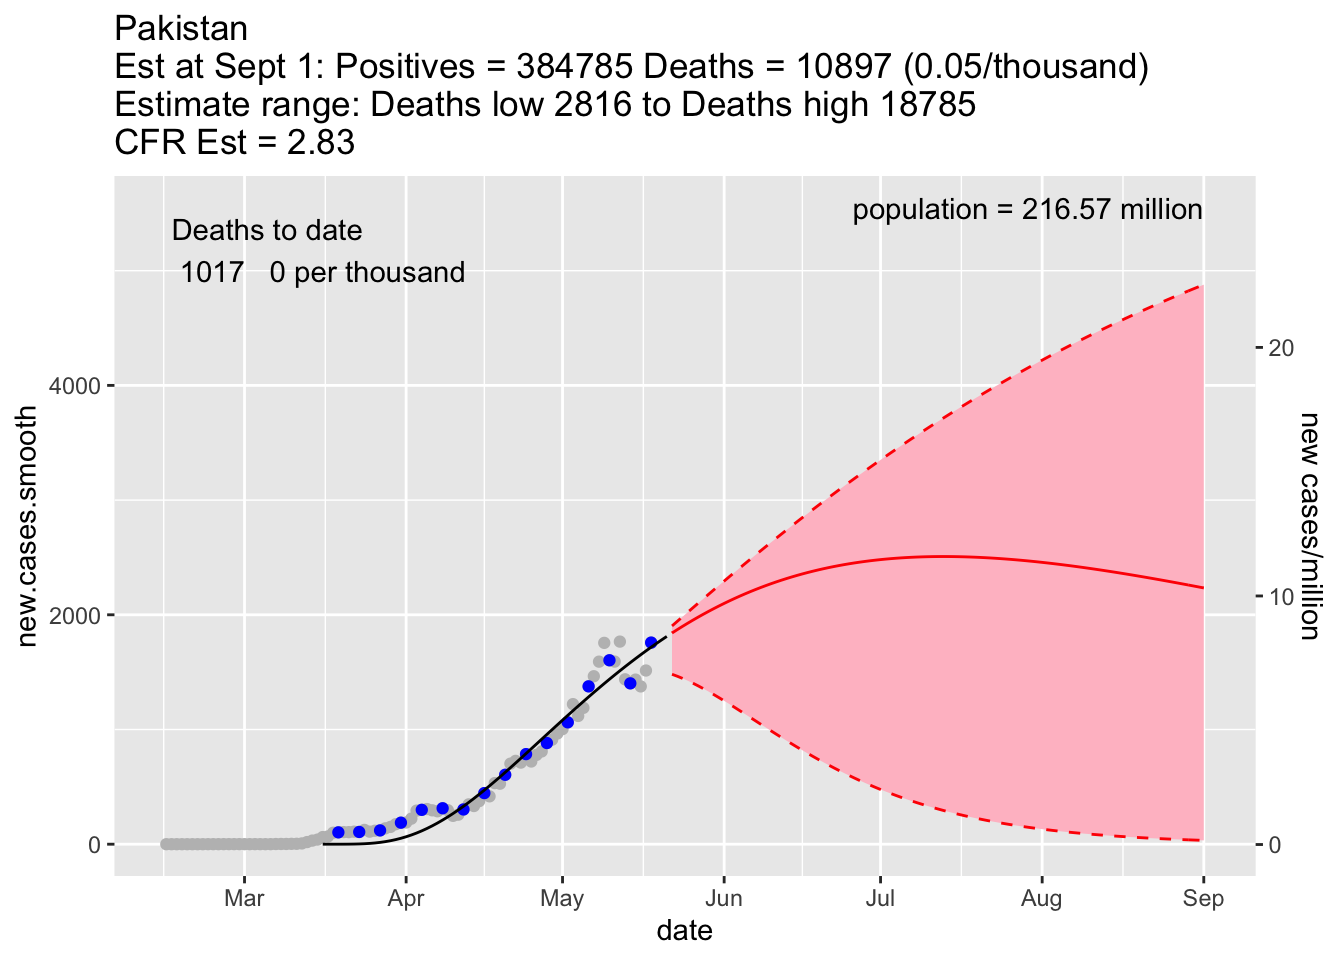 Pakistan
Est at Sept 1: Positives = 384785 Deaths = 10897 (0.05/thousand)
Estimate range: Deaths low 2816 to Deaths high 18785
CFR Est = 2.83
population = 216.57 million
Deaths to date
1017 0 per thousand
new.cases.smooth
4000
2000
0
20
10
0
new cases/million
Mar Apr May Jun Jul Aug Sep
date